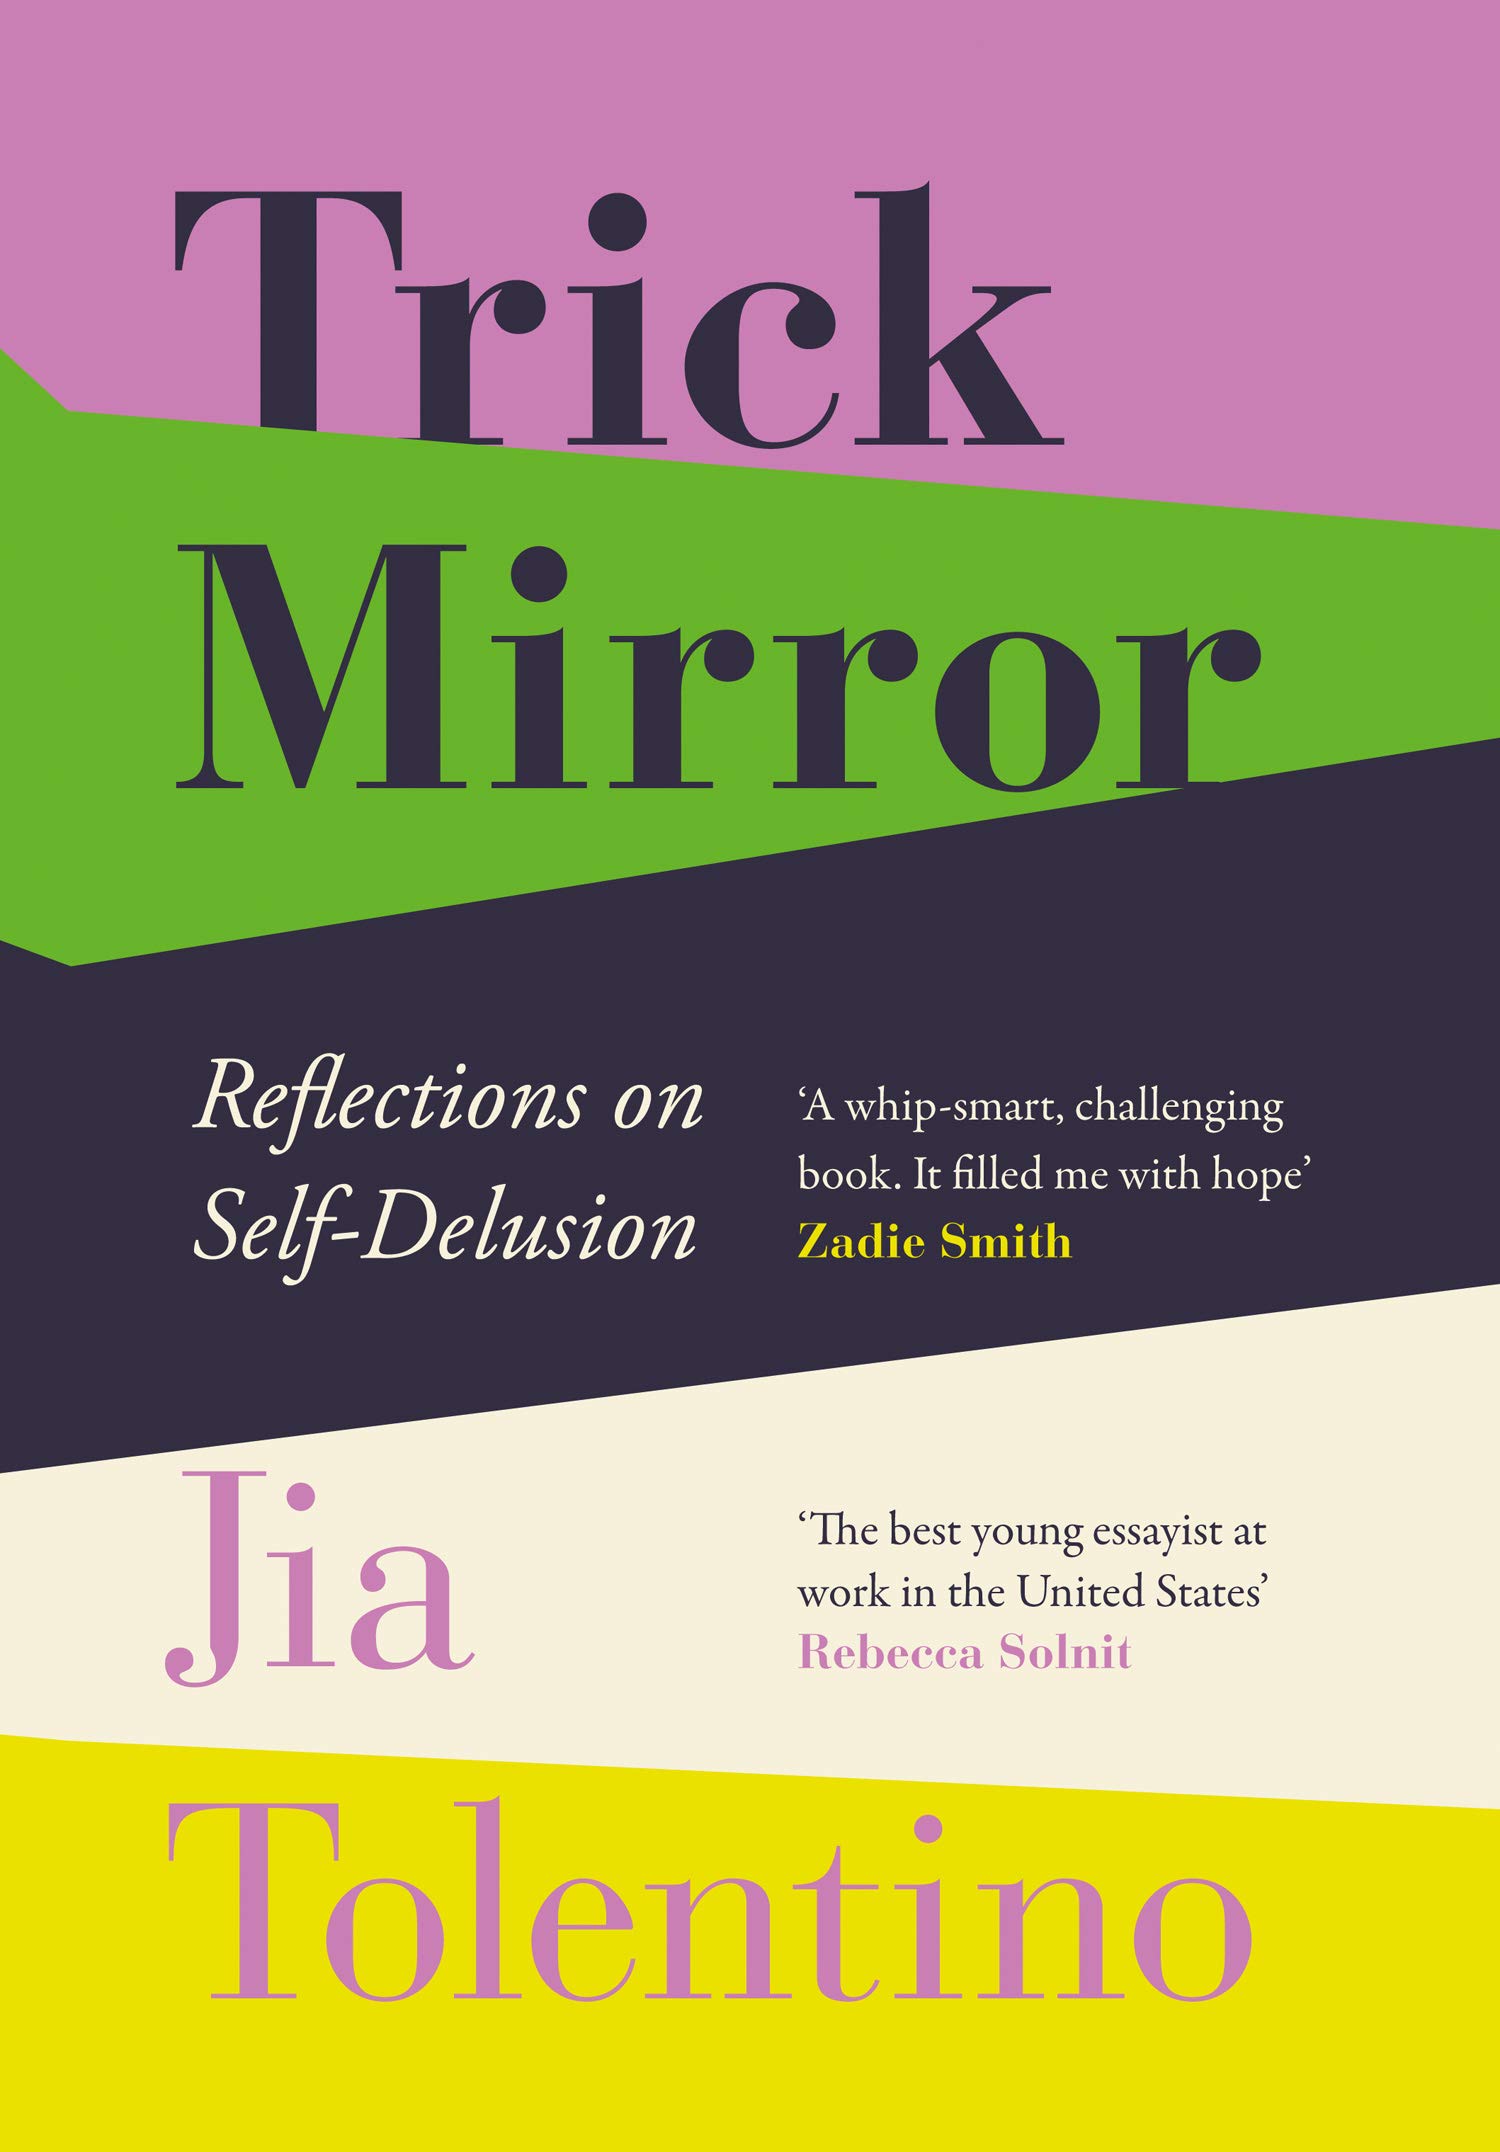 Trick
Mirror
Reflections on
Self-Delusion
‘A whip-smart, challenging
book. It filled me with hope’
Zadie Smith
Jia
‘The best young essayist at
work in the United States’
Rebecca Solnit
Tolentino